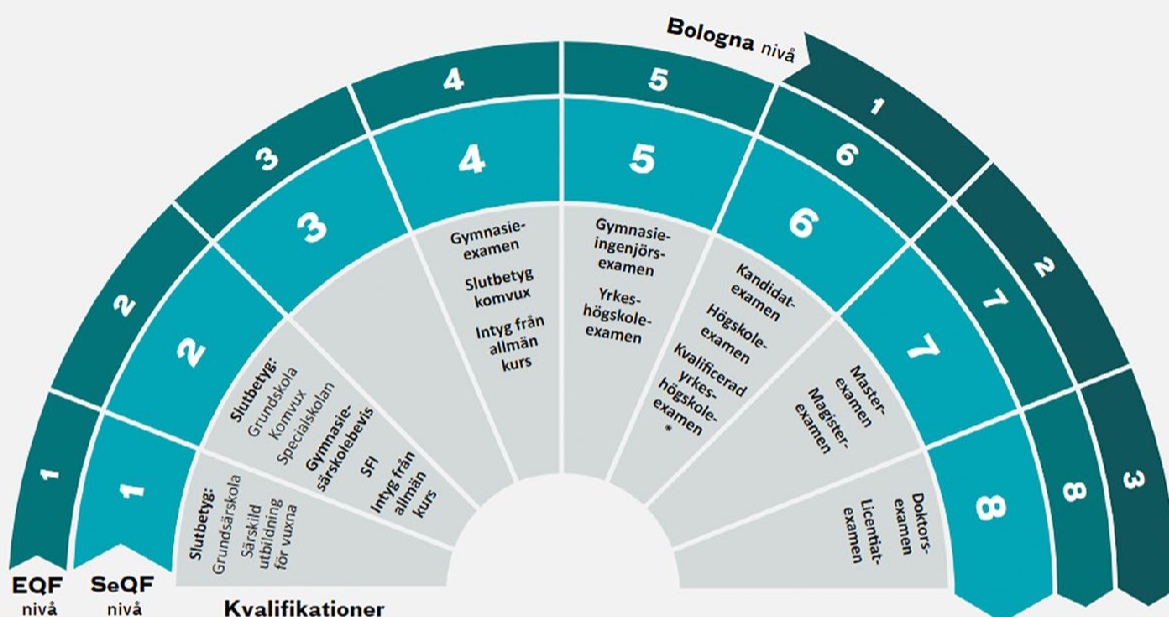 Bologna nivå
1
2
3
1
2
3
4
5
6
7
8
1
2
3
4
5
6
7
8
Slutbetyg:
Grundsärskola
Särskild
utbildning
för vuxna
Slutbetyg:
Grundskola
Komvux
Specialskolan
Gymnasie-
särskolebevis
SFI
Intyg från
allmän
kurs
Gymnasie-
examen
Slutbetyg
komvux
Intyg från
allmän
kurs
Gymnasie-
ingenjörs-
examen
Yrkes-
högskole-
examen
Kandidat-
examen
Högskole-
examen
Kvalificerad
yrkes-
högskole-
examen
*
Master-
examen
Magister-
examen
Doktors-
examen
Licentiat-
examen
EQF
nivå
SeQF
nivå
Kvalifikationer